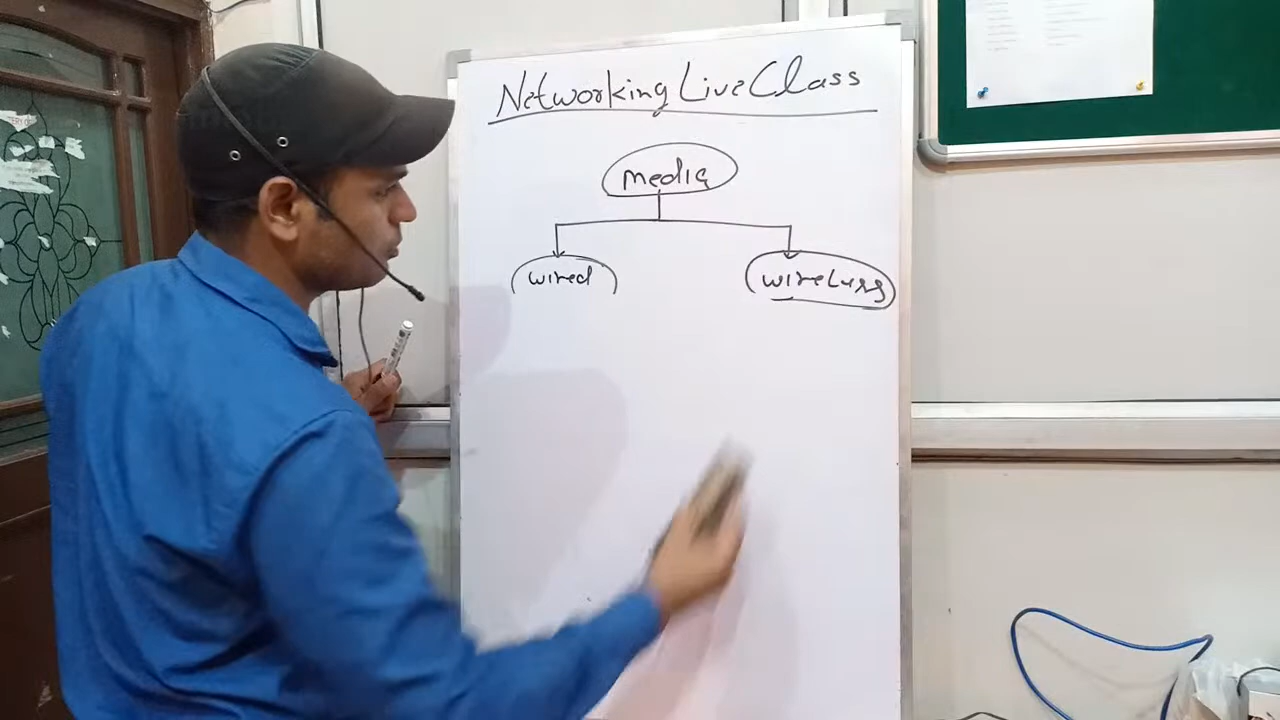 Networking Live Class
media
wired
wireless